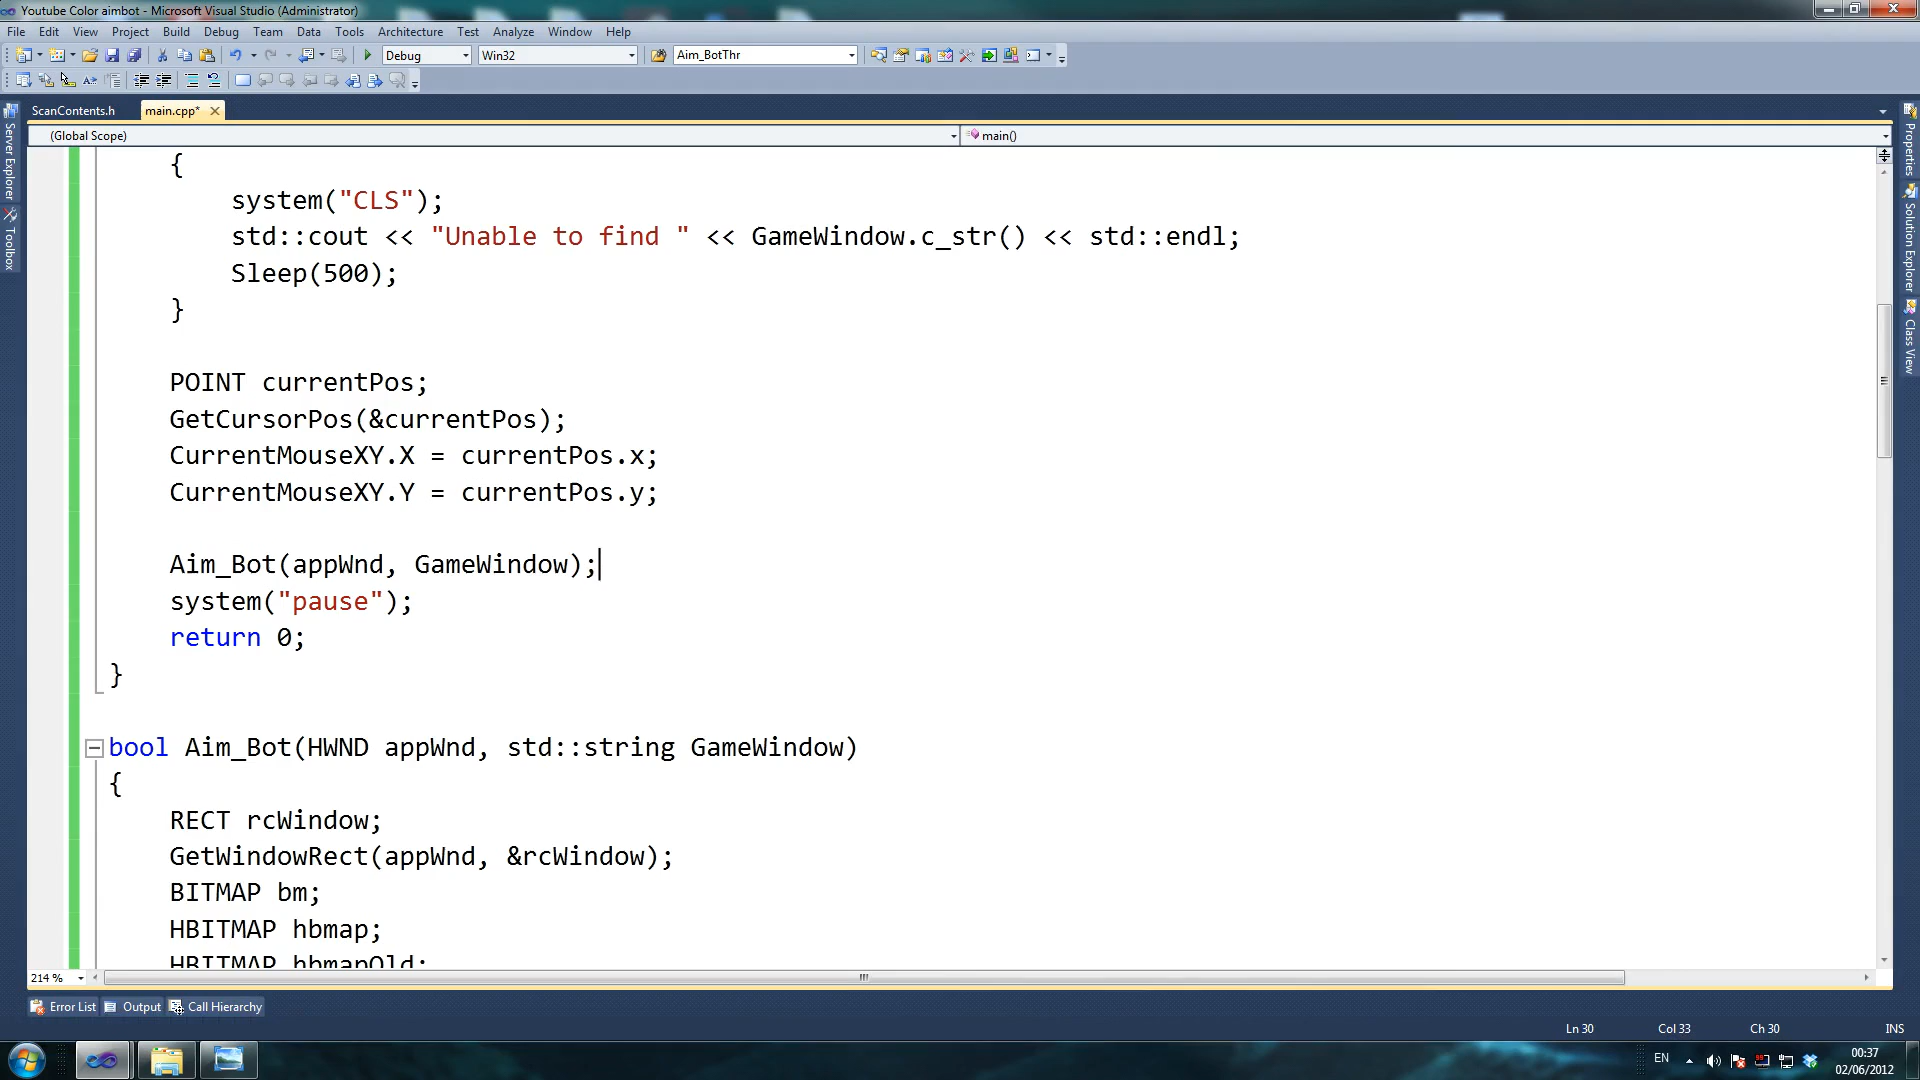 Youtube Color aimbot - Microsoft Visual Studio (Administrator)
File Edit View Project Build Debug Team Data Tools Architecture Test Analyze Window Help
Debug Win32 Aim_BotThr
ScanContents.h main.cpp*
(Global Scope) main()
{
system("CLS");
std::cout << "Unable to find " << GameWindow.c_str() << std::endl;
Sleep(500);
}
POINT currentPos;
GetCursorPos(&currentPos);
CurrentMouseXY.X = currentPos.x;
CurrentMouseXY.Y = currentPos.y;
Aim_Bot(appWnd, GameWindow);
system("pause");
return 0;
}
bool Aim_Bot(HWND appWnd, std::string GameWindow)
{
RECT rcWindow;
GetWindowRect(appWnd, &rcWindow);
BITMAP bm;
HBITMAP hbmap;
HBITMAP hbmapOld;
214 %
Error List Output Call Hierarchy
Ln 30 Col 33 Ch 30 INS
EN 00:37
02/06/2012
Server Explorer
Toolbox
Properties
Solution Explorer
Class View